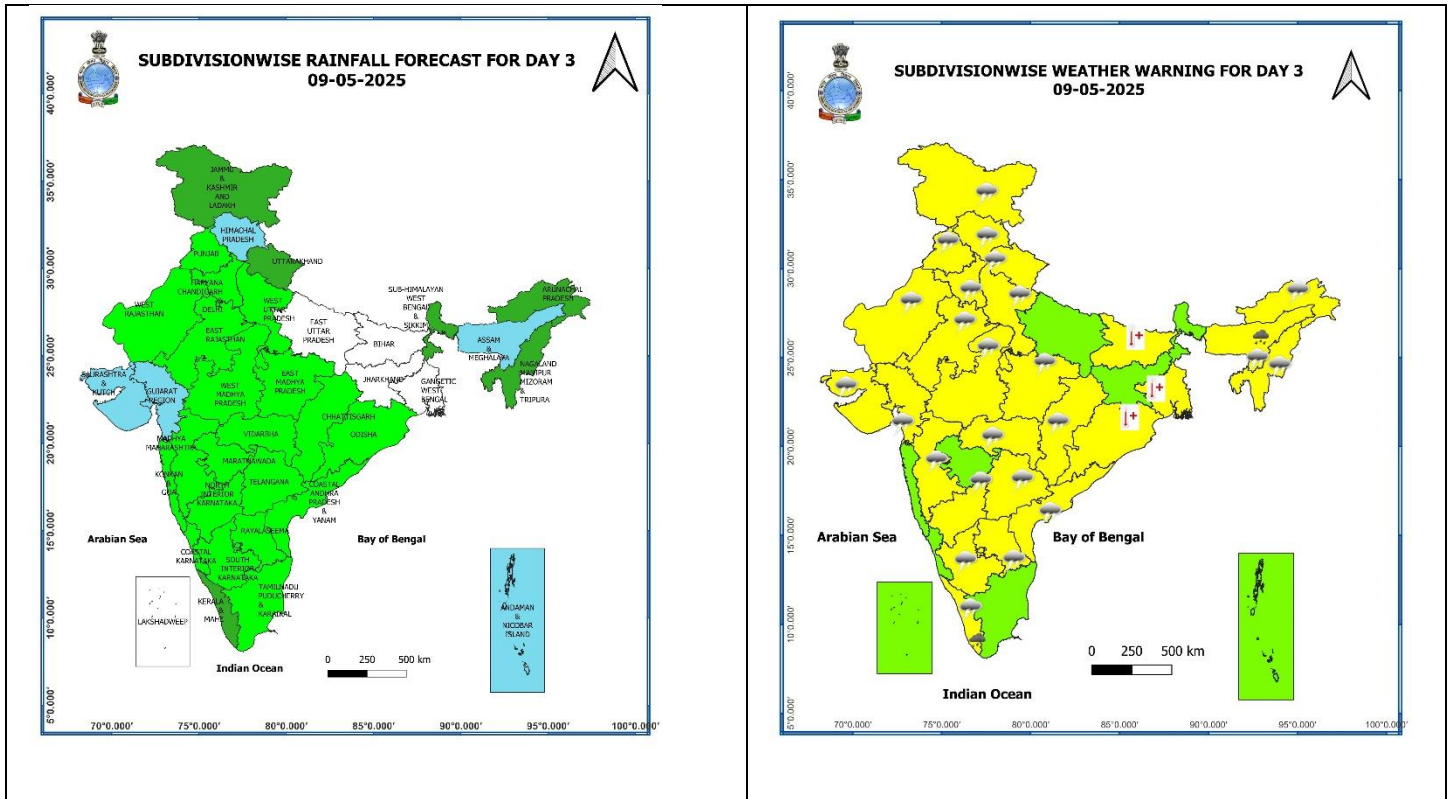 SUBDIVISIONWISE RAINFALL FORECAST FOR DAY 3
09-05-2025
40°0.000'
35°0.000'
30°0.000'
25°0.000'
20°0.000'
15°0.000'
10°0.000'
5°0.000'
JAMMU
&
KASHMIR
AND
LADAKH
HIMACHAL
PRADESH
PUNJAB
UTTARAKHAND
HARYANA
CHANDIGARH
DELHI
WEST
UTTAR
PRADESH
WEST
RAJASTHAN
EAST
RAJASTHAN
EAST
UTTAR
PRADESH
BIHAR
SUB-HIMALAYAN
WEST
BENGAL
&
SIKKIM
ARUNACHAL
PRADESH
ASSAM
&
MEGHALAYA
NAGALAND
MANIPUR
MIZORAM
&
TRIPURA
JHARKHAND
GANGETIC
WEST
BENGAL
SAURASHTRA
&
KUTCH
GUJARAT
REGION
WEST
MADHYA
PRADESH
EAST
MADHYA
PRADESH
CHHATTISGARH
ODISHA
VIDARBHA
MADHYA
MAHARASHTRA
MARATHAWADA
KONKAN
&
GOA
NORTH
INTERIOR
KARNATAKA
TELANGANA
COASTAL
ANDHRA
PRADESH
&
YANAM
RAYALASEEMA
COASTAL
KARNATAKA
SOUTH
INTERIOR
KARNATAKA
TAMILNADU
PUDUCHERRY
&
KARAIKAL
KERALA
&
MAHE
LAKSHADWEEP
ANDAMAN
&
NICOBAR
ISLAND
Arabian Sea
Bay of Bengal
Indian Ocean
0 250 500 km
70°0.000' 75°0.000' 80°0.000' 85°0.000' 90°0.000' 95°0.000' 100°0.000'
SUBDIVISIONWISE WEATHER WARNING FOR DAY 3
09-05-2025
40°0.000'
35°0.000'
30°0.000'
25°0.000'
20°0.000'
15°0.000'
10°0.000'
5°0.000'
Arabian Sea
Bay of Bengal
Indian Ocean
0 250 500 km
70°0.000' 75°0.000' 80°0.000' 85°0.000' 90°0.000' 95°0.000' 100°0.000'